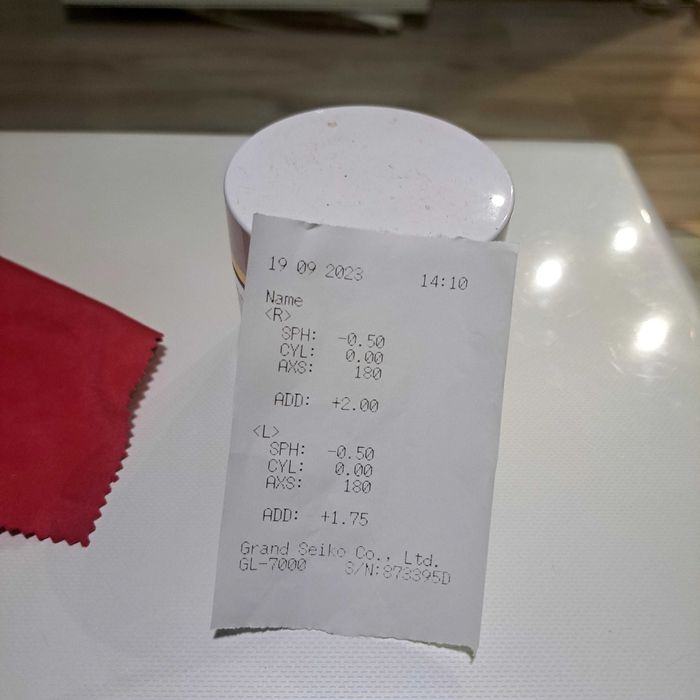 19 09 2023 14:10
Name
<R>
SPH: -0.50
CYL: 0.00
AXS: 180
ADD: +2.00
<L>
SPH: -0.50
CYL: 0.00
AXS: 180
ADD: +1.75
Grand Seiko Co., Ltd.
GL-7000 S/N:873395D